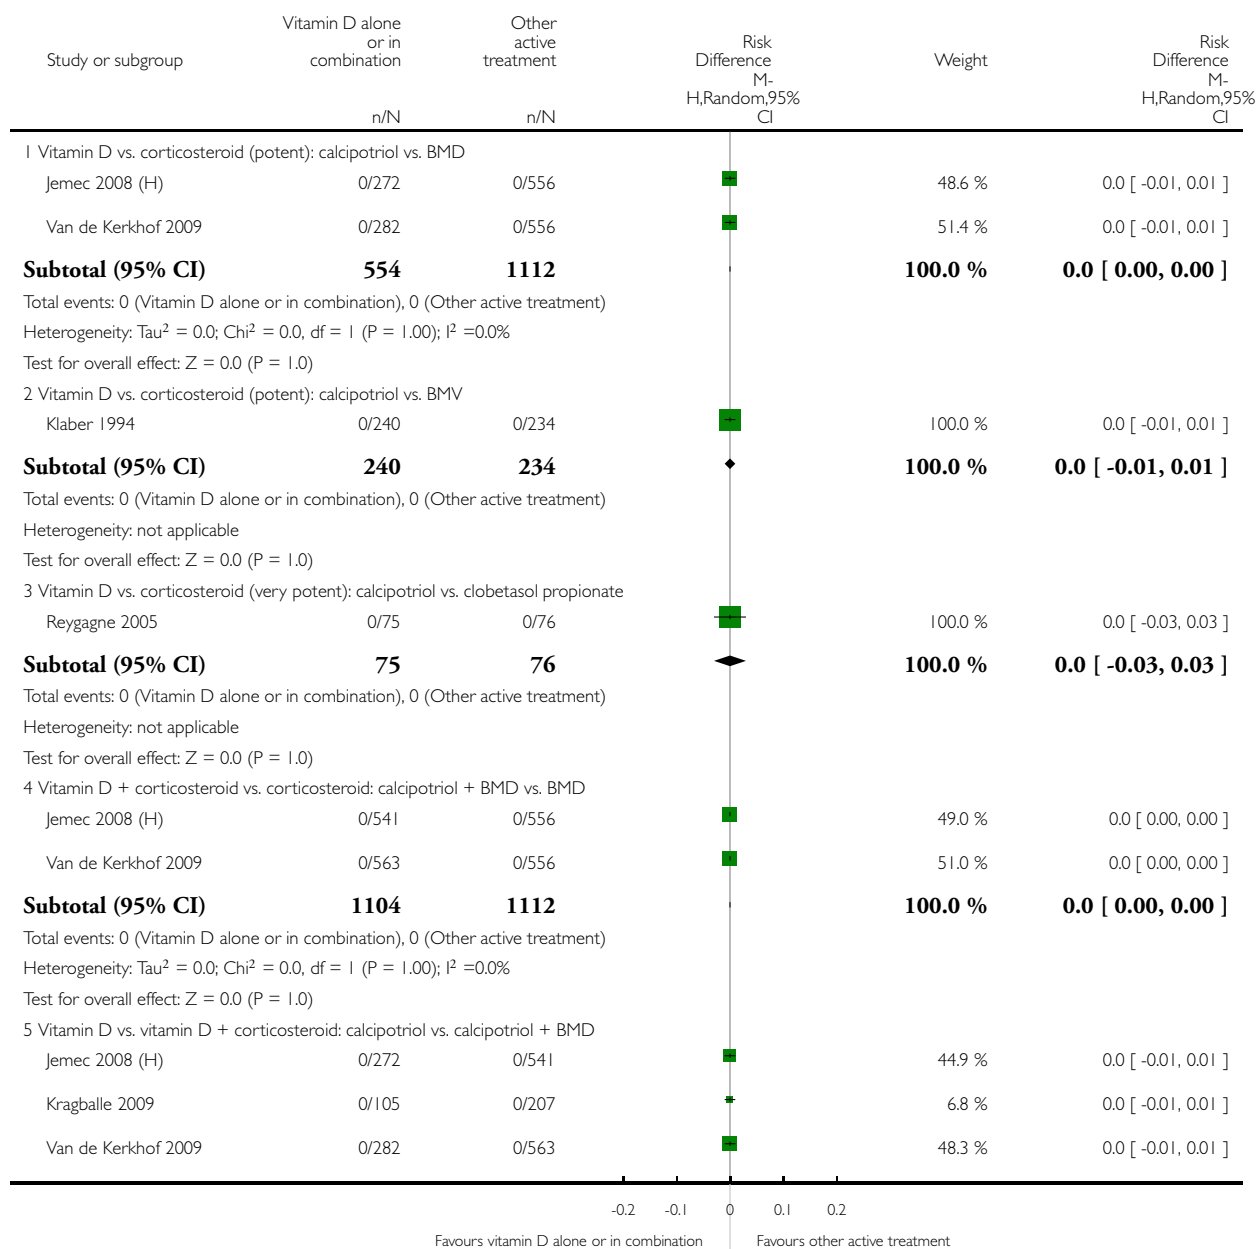 Study or subgroup
Vitamin D alone
or in
combination
Other
active
treatment
Risk
Difference
M-
H,Random,95%
CI
Weight
Risk
Difference
M-
H,Random,95%
CI
n/N n/N
1 Vitamin D vs. corticosteroid (potent): calcipotriol vs. BMD
Jemec 2008 (H) 0/272 0/556 48.6 % 0.0 [ -0.01, 0.01 ]
Van de Kerkhof 2009 0/282 0/556 51.4 % 0.0 [ -0.01, 0.01 ]
Subtotal (95% CI) 554 1112 100.0 % 0.0 [ 0.00, 0.00 ]
Total events: 0 (Vitamin D alone or in combination), 0 (Other active treatment)
Heterogeneity: Tau² = 0.0; Chi² = 0.0, df = 1 (P = 1.00); I² =0.0%
Test for overall effect: Z = 0.0 (P = 1.0)
2 Vitamin D vs. corticosteroid (potent): calcipotriol vs. BMV
Klaber 1994 0/240 0/234 100.0 % 0.0 [ -0.01, 0.01 ]
Subtotal (95% CI) 240 234 100.0 % 0.0 [ -0.01, 0.01 ]
Total events: 0 (Vitamin D alone or in combination), 0 (Other active treatment)
Heterogeneity: not applicable
Test for overall effect: Z = 0.0 (P = 1.0)
3 Vitamin D vs. corticosteroid (very potent): calcipotriol vs. clobetasol propionate
Reygagne 2005 0/75 0/76 100.0 % 0.0 [ -0.03, 0.03 ]
Subtotal (95% CI) 75 76 100.0 % 0.0 [ -0.03, 0.03 ]
Total events: 0 (Vitamin D alone or in combination), 0 (Other active treatment)
Heterogeneity: not applicable
Test for overall effect: Z = 0.0 (P = 1.0)
4 Vitamin D + corticosteroid vs. corticosteroid: calcipotriol + BMD vs. BMD
Jemec 2008 (H) 0/541 0/556 49.0 % 0.0 [ 0.00, 0.00 ]
Van de Kerkhof 2009 0/563 0/556 51.0 % 0.0 [ 0.00, 0.00 ]
Subtotal (95% CI) 1104 1112 100.0 % 0.0 [ 0.00, 0.00 ]
Total events: 0 (Vitamin D alone or in combination), 0 (Other active treatment)
Heterogeneity: Tau² = 0.0; Chi² = 0.0, df = 1 (P = 1.00); I² =0.0%
Test for overall effect: Z = 0.0 (P = 1.0)
5 Vitamin D vs. vitamin D + corticosteroid: calcipotriol vs. calcipotriol + BMD
Jemec 2008 (H) 0/272 0/541 44.9 % 0.0 [ -0.01, 0.01 ]
Kragballe 2009 0/105 0/207 6.8 % 0.0 [ -0.01, 0.01 ]
Van de Kerkhof 2009 0/282 0/563 48.3 % 0.0 [ -0.01, 0.01 ]
-0.2 -0.1 0 0.1 0.2
Favours vitamin D alone or in combination Favours other active treatment